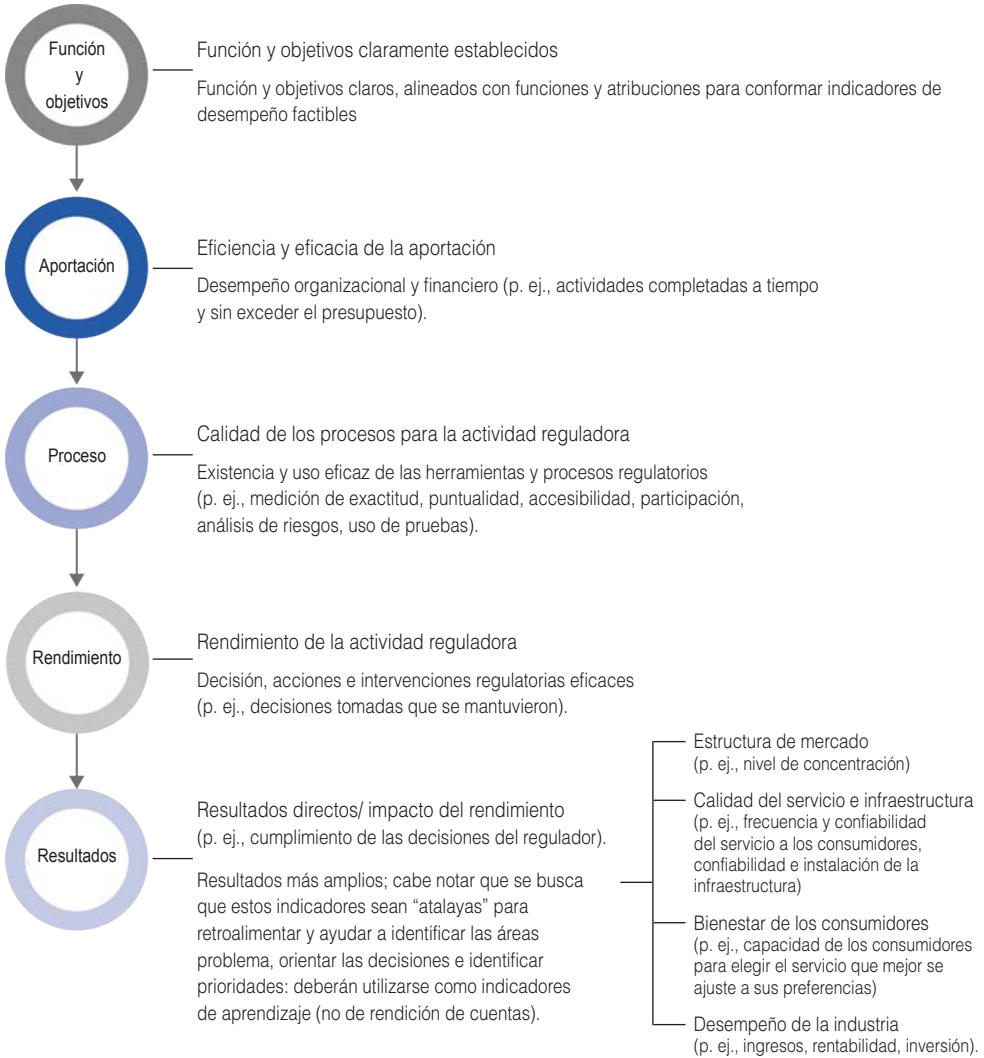 Función
y
objetivos
Función y objetivos claramente establecidos
Función y objetivos claros, alineados con funciones y atribuciones para conformar indicadores de
desempeño factibles
Aportación
Eficiencia y eficacia de la aportación
Desempeño organizacional y financiero (p. ej., actividades completadas a tiempo
y sin exceder el presupuesto).
Proceso
Calidad de los procesos para la actividad reguladora
Existencia y uso eficaz de las herramientas y procesos regulatorios
(p. ej., medición de exactitud, puntualidad, accesibilidad, participación,
análisis de riesgos, uso de pruebas).
Rendimiento
Rendimiento de la actividad reguladora
Decisión, acciones e intervenciones regulatorias eficaces
(p. ej., decisiones tomadas que se mantuvieron).
Resultados
Resultados directos/ impacto del rendimiento
(p. ej., cumplimiento de las decisiones del regulador).
Resultados más amplios; cabe notar que se busca
que estos indicadores sean “atalayas” para
retroalimentar y ayudar a identificar las áreas
problema, orientar las decisiones e identificar
prioridades: deberán utilizarse como indicadores
de aprendizaje (no de rendición de cuentas).
Estructura de mercado
(p. ej., nivel de concentración)
Calidad del servicio e infraestructura
(p. ej., frecuencia y confiabilidad
del servicio a los consumidores,
confiabilidad e instalación de la
infraestructura)
Bienestar de los consumidores
(p. ej., capacidad de los consumidores
para elegir el servicio que mejor se
ajuste a sus preferencias)
Desempeño de la industria
(p. ej., ingresos, rentabilidad, inversión).